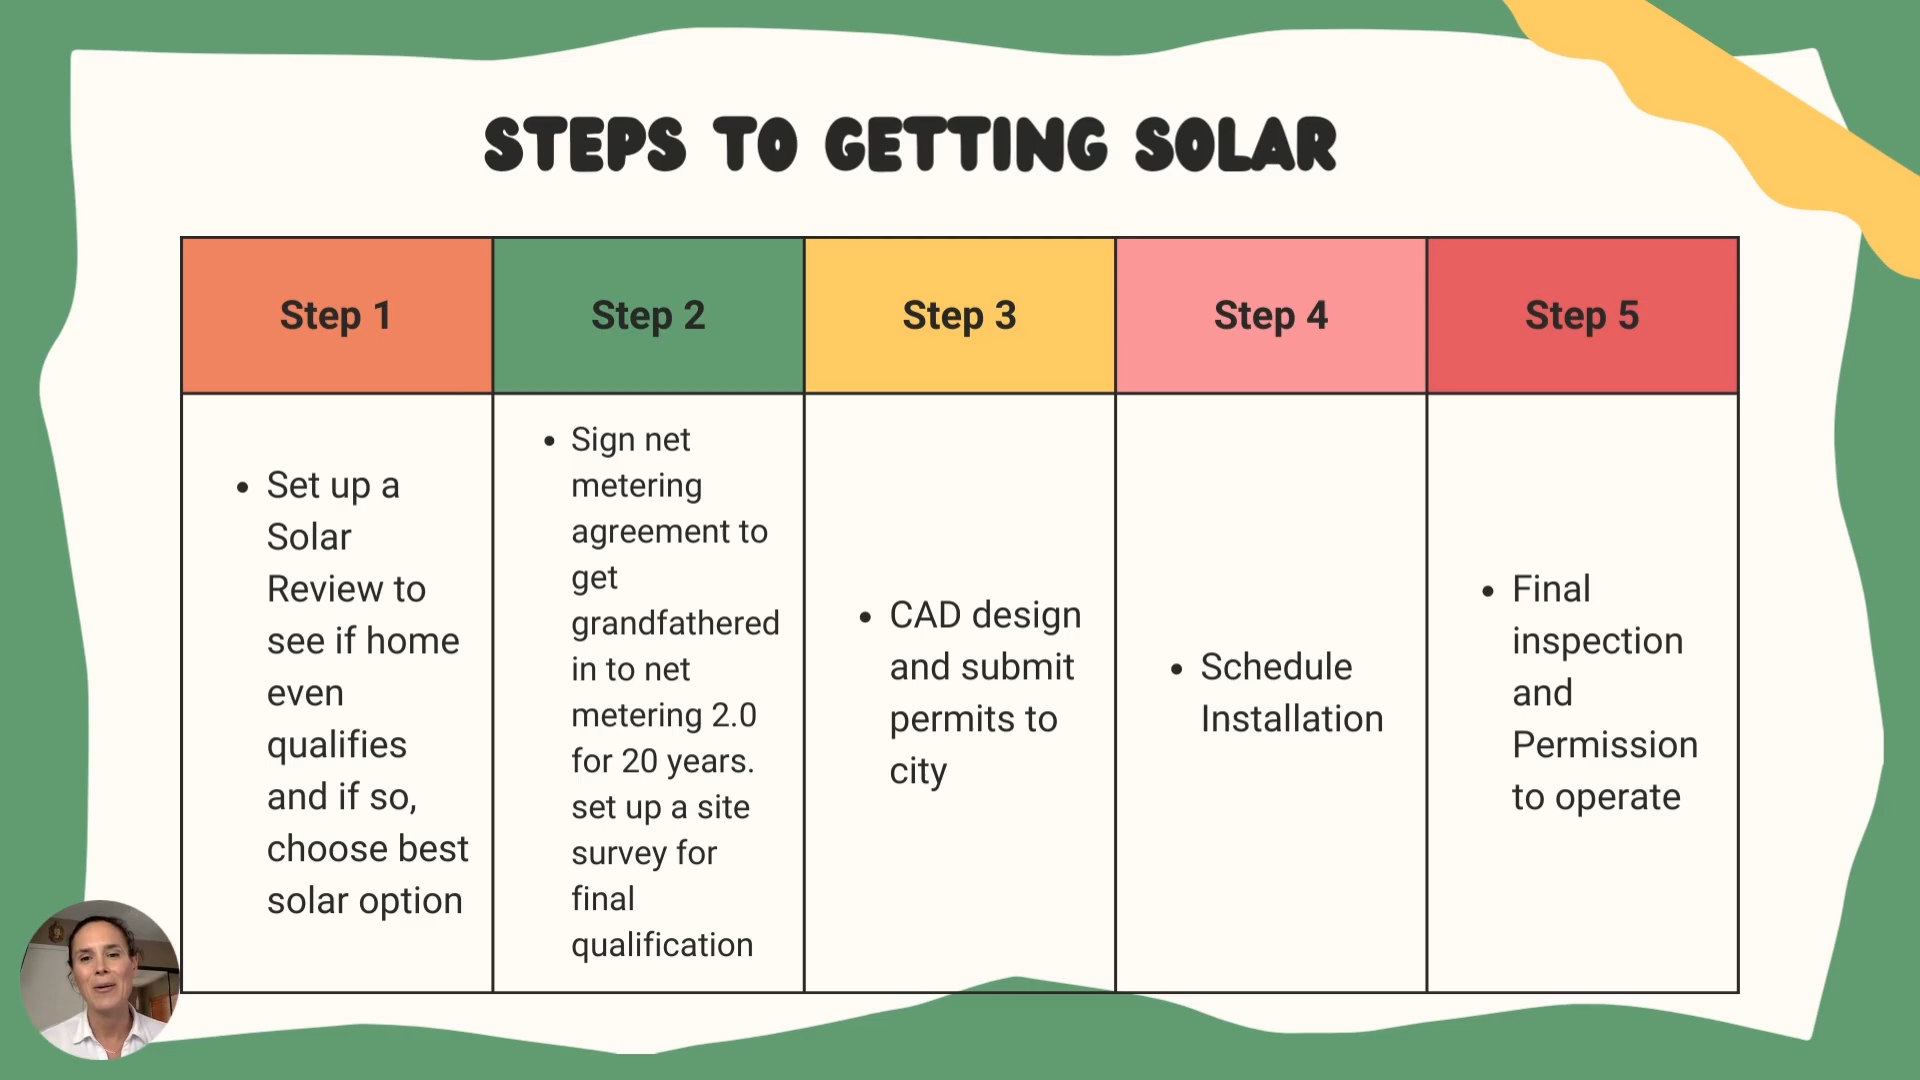 STEPS TO GETTING SOLAR
Step 1
Step 2
Step 3
Step 4
Step 5
• Set up a
Solar
Review to
see if home
even
qualifies
and if so,
choose best
solar option
• Sign net
metering
agreement to
get
grandfathered
in to net
metering 2.0
for 20 years.
set up a site
survey for
final
qualification
• CAD design
and submit
permits to
city
• Schedule
Installation
• Final
inspection
and
Permission
to operate